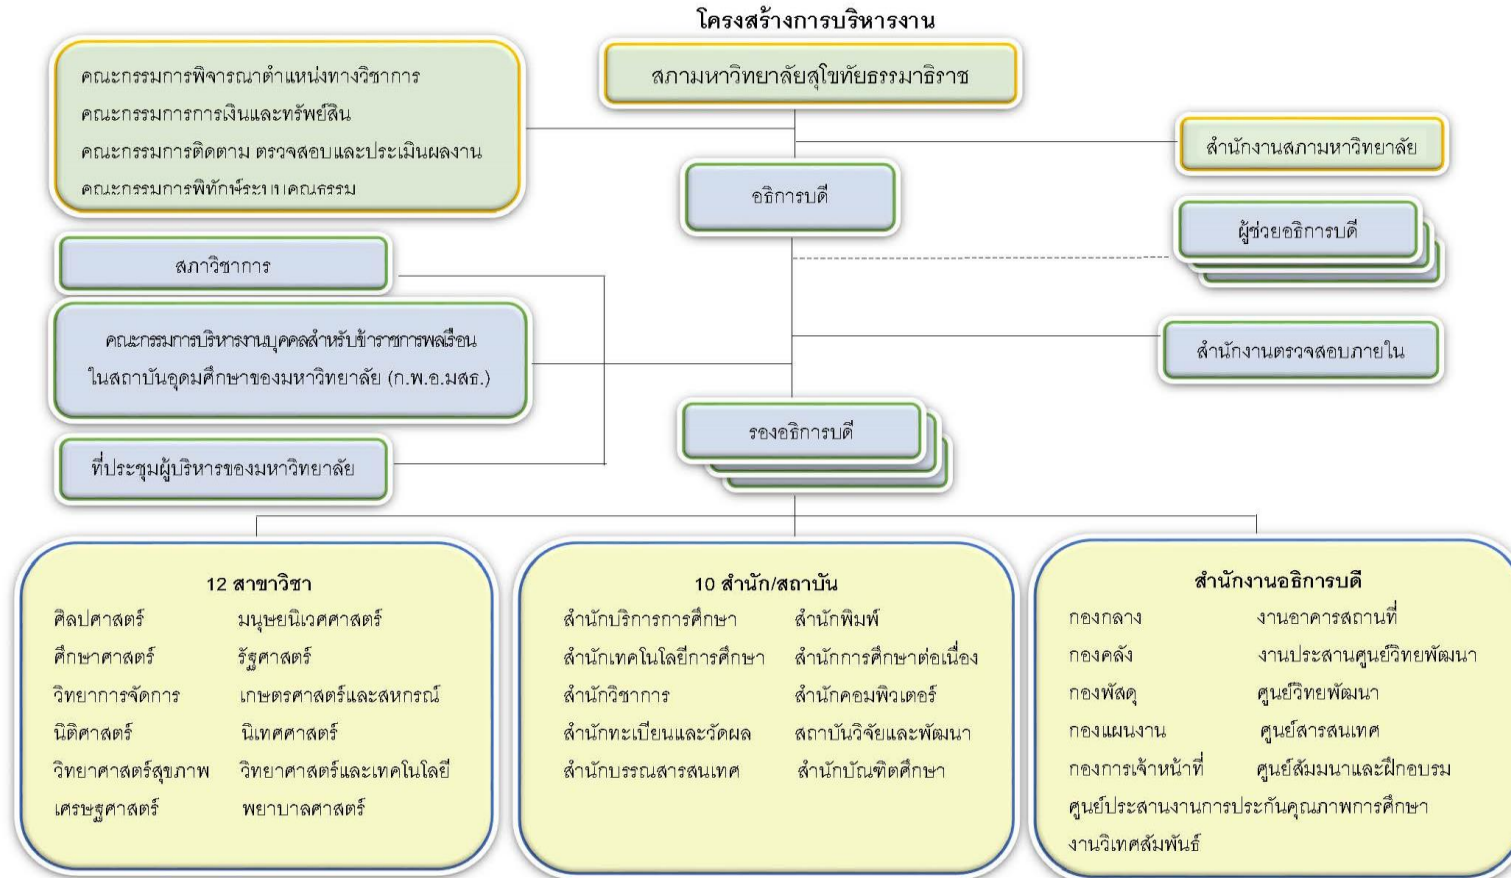 โครงสร้างการบริหารงาน
สภามหาวิทยาลัยสุโขทัยธรรมาธิราช
คณะกรรมการพิจารณาตำแหน่งทางวิชาการ
คณะกรรมการการเงินและทรัพย์สิน
คณะกรรมการติดตาม ตรวจสอบและประเมินผลงาน
คณะกรรมการพิทักษ์ระบบคุณธรรม
สำนักงานสภามหาวิทยาลัย
อธิการบดี
ผู้ช่วยอธิการบดี
สภาวิชาการ
คณะกรรมการบริหารงานบุคคลสำหรับข้าราชการพลเรือน
ในสถาบันอุดมศึกษาของมหาวิทยาลัย (ก.พ.อ.มสธ.)
สำนักงานตรวจสอบภายใน
รองอธิการบดี
ที่ประชุมผู้บริหารของมหาวิทยาลัย
12 สาขาวิชา
ศิลปศาสตร์ มนุษยนิเวศศาสตร์
ศึกษาศาสตร์ รัฐศาสตร์
วิทยาการจัดการ เกษตรศาสตร์และสหกรณ์
นิติศาสตร์ นิเทศศาสตร์
วิทยาศาสตร์สุขภาพ วิทยาศาสตร์และเทคโนโลยี
เศรษฐศาสตร์ พยาบาลศาสตร์
10 สำนัก/สถาบัน
สำนักบริการการศึกษา สำนักพิมพ์
สำนักเทคโนโลยีการศึกษา สำนักการศึกษาต่อเนื่อง
สำนักวิชาการ สำนักคอมพิวเตอร์
สำนักทะเบียนและวัดผล สถาบันวิจัยและพัฒนา
สำนักบรรณสารสนเทศ สำนักบัณฑิตศึกษา
สำนักงานอธิการบดี
กองกลาง งานอาคารสถานที่
กองคลัง งานประสานศูนย์วิทยพัฒนา
กองพัสดุ ศูนย์วิทยพัฒนา
กองแผนงาน ศูนย์สารสนเทศ
กองการเจ้าหน้าที่ ศูนย์สัมมนาและฝึกอบรม
ศูนย์ประสานงานการประกันคุณภาพการศึกษา
งานวิเทศสัมพันธ์